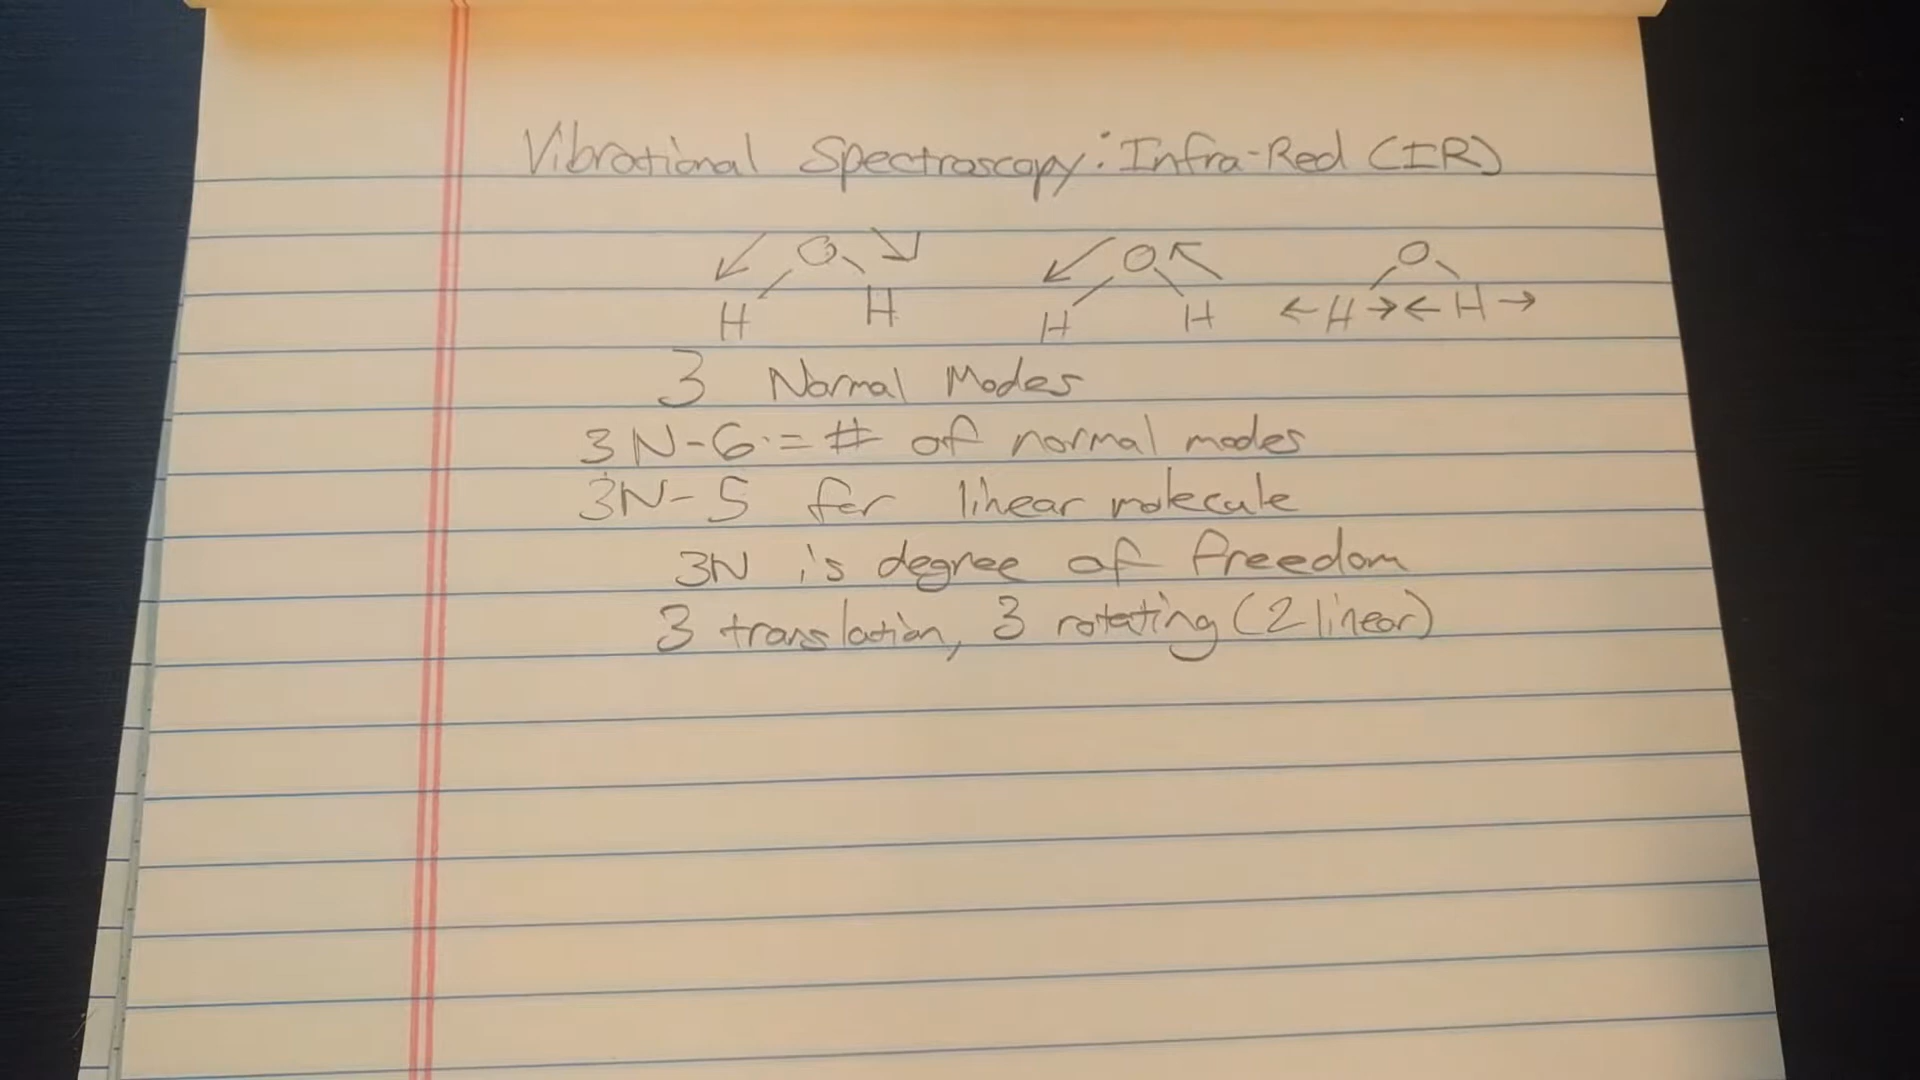 Vibrational Spectroscopy: Infra-Red (IR)
O O O
H H H H ←H→←H→
3 Normal Modes
3N-6 = # of normal modes
3N-5 for linear molecule
3N is degree of freedom
3 translation, 3 rotating (2 linear)